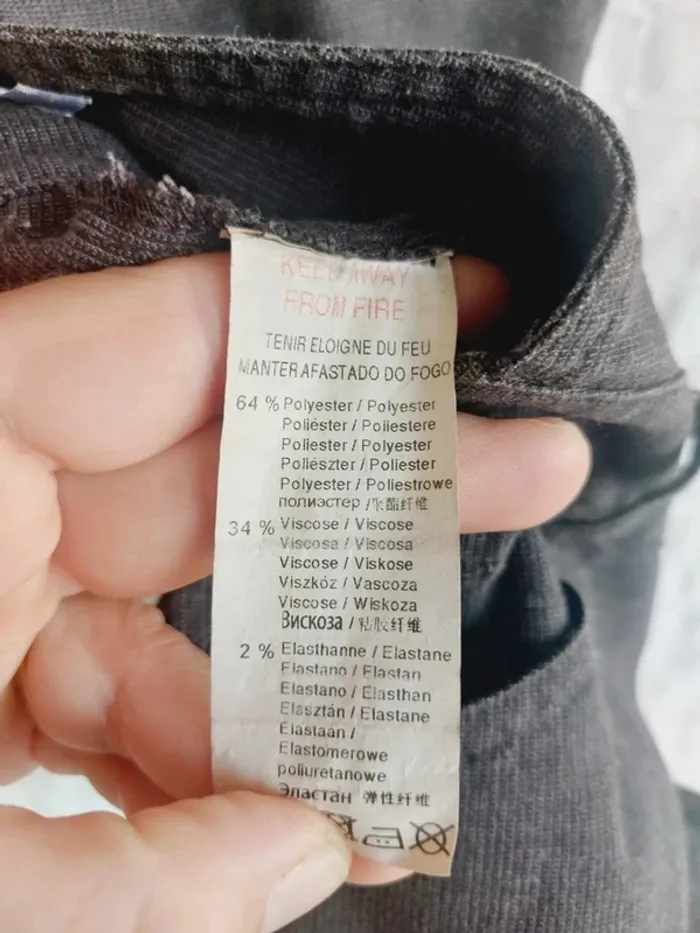 KEEP AWAY
FROM FIRE
TENIR ELOIGNE DU FEU
MANTER AFASTADO DO FOGO
64 % Polyester / Polyester
Poliéster / Poliestere
Poliester / Polyester
Poliészter / Poliester
Polyester / Poliestrowe
полиэстер /聚酯纤维
34 % Viscose / Viscose
Viscosa / Viscosa
Viscose / Viskose
Viszkóz / Vascoza
Viscose / Wiskoza
Вискоза / 粘胶纤维
2 % Elasthanne / Elastane
Elastano / Elastan
Elastano / Elasthan
Elasztán / Elastane
Elastaan /
Elastomerowe
poliuretanowe
Эластан 弹性纤维